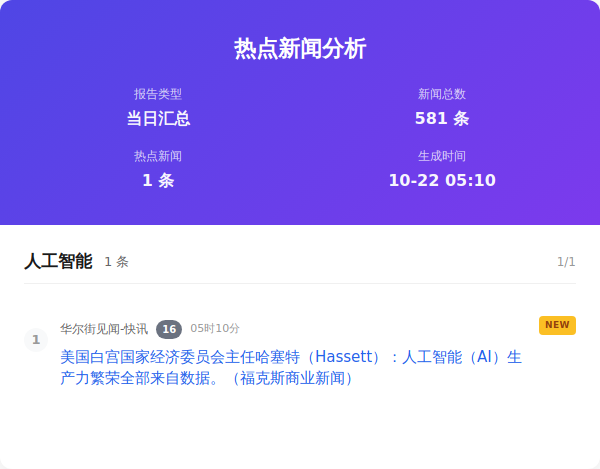 热点新闻分析
报告类型
当日汇总
新闻总数
581 条
热点新闻
1 条
生成时间
10-22 05:10
人工智能 1 条 1/1
1
华尔街见闻-快讯 16 05时10分 NEW
美国白宫国家经济委员会主任哈塞特（Hassett）：人工智能（AI）生
产力繁荣全部来自数据。（福克斯商业新闻）